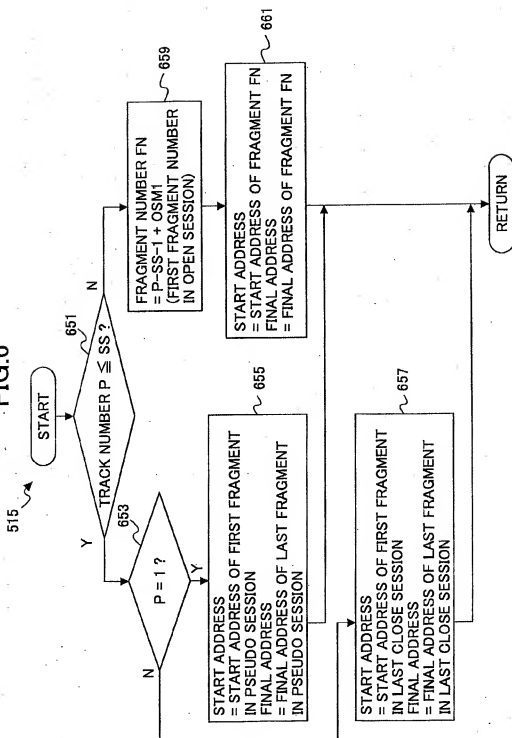 FIG.6
515
START
651
TRACK NUMBER P ≦ SS ?
Y
N
653
P = 1 ?
N
Y
659
FRAGMENT NUMBER FN
= P-SS-1 + OSM1
(FIRST FRAGMENT NUMBER
IN OPEN SESSION)
655
START ADDRESS
= START ADDRESS OF FIRST FRAGMENT
IN PSEUDO SESSION
FINAL ADDRESS
= FINAL ADDRESS OF LAST FRAGMENT
IN PSEUDO SESSION
661
START ADDRESS
= START ADDRESS OF FRAGMENT FN
FINAL ADDRESS
= FINAL ADDRESS OF FRAGMENT FN
657
START ADDRESS
= START ADDRESS OF FIRST FRAGMENT
IN LAST CLOSE SESSION
FINAL ADDRESS
= FINAL ADDRESS OF LAST FRAGMENT
IN LAST CLOSE SESSION
RETURN